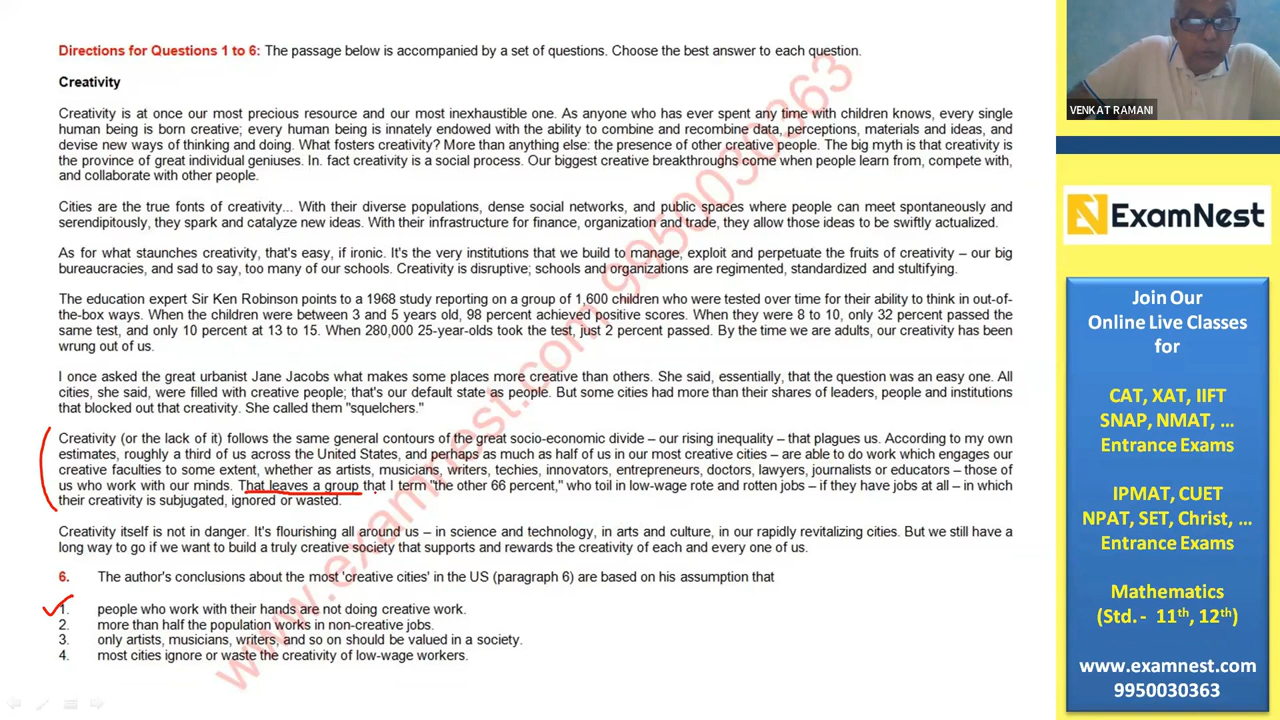 Directions for Questions 1 to 6: The passage below is accompanied by a set of questions. Choose the best answer to each question.
Creativity
Creativity is at once our most precious resource and our most inexhaustible one. As anyone who has ever spent any time with children knows, every single
human being is born creative; every human being is innately endowed with the ability to combine and recombine data, perceptions, materials and ideas, and
devise new ways of thinking and doing. What fosters creativity? More than anything else: the presence of other creative people. The big myth is that creativity is
the province of great individual geniuses. In. fact creativity is a social process. Our biggest creative breakthroughs come when people learn from, compete with,
and collaborate with other people.
Cities are the true fonts of creativity... With their diverse populations, dense social networks, and public spaces where people can meet spontaneously and
serendipitously, they spark and catalyze new ideas. With their infrastructure for finance, organization and trade, they allow those ideas to be swiftly actualized.
As for what staunches creativity, that's easy, if ironic. It's the very institutions that we build to manage, exploit and perpetuate the fruits of creativity – our big
bureaucracies, and sad to say, too many of our schools. Creativity is disruptive; schools and organizations are regimented, standardized and stultifying.
The education expert Sir Ken Robinson points to a 1968 study reporting on a group of 1,600 children who were tested over time for their ability to think in out-of-
the-box ways. When the children were between 3 and 5 years old, 98 percent achieved positive scores. When they were 8 to 10, only 32 percent passed the
same test, and only 10 percent at 13 to 15. When 280,000 25-year-olds took the test, just 2 percent passed. By the time we are adults, our creativity has been
wrung out of us.
I once asked the great urbanist Jane Jacobs what makes some places more creative than others. She said, essentially, that the question was an easy one. All
cities, she said, were filled with creative people; that's our default state as people. But some cities had more than their shares of leaders, people and institutions
that blocked out that creativity. She called them "squelchers."
Creativity (or the lack of it) follows the same general contours of the great socio-economic divide – our rising inequality – that plagues us. According to my own
estimates, roughly a third of us across the United States, and perhaps as much as half of us in our most creative cities – are able to do work which engages our
creative faculties to some extent, whether as artists, musicians, writers, techies, innovators, entrepreneurs, doctors, lawyers, journalists or educators – those of
us who work with our minds. That leaves a group that I term "the other 66 percent," who toil in low-wage rote and rotten jobs – if they have jobs at all – in which
their creativity is subjugated, ignored or wasted.
Creativity itself is not in danger. It's flourishing all around us – in science and technology, in arts and culture, in our rapidly revitalizing cities. But we still have a
long way to go if we want to build a truly creative society that supports and rewards the creativity of each and every one of us.
6. The author's conclusions about the most 'creative cities' in the US (paragraph 6) are based on his assumption that
1. people who work with their hands are not doing creative work.
2. more than half the population works in non-creative jobs.
3. only artists, musicians, writers, and so on should be valued in a society.
4. most cities ignore or waste the creativity of low-wage workers.
www.examnest.com 9950030363
VENKAT RAMANI
ExamNest
Join Our
Online Live Classes
for
CAT, XAT, IIFT
SNAP, NMAT, ...
Entrance Exams
IPMAT, CUET
NPAT, SET, Christ, ...
Entrance Exams
Mathematics
(Std. - 11th, 12th)
www.examnest.com
9950030363